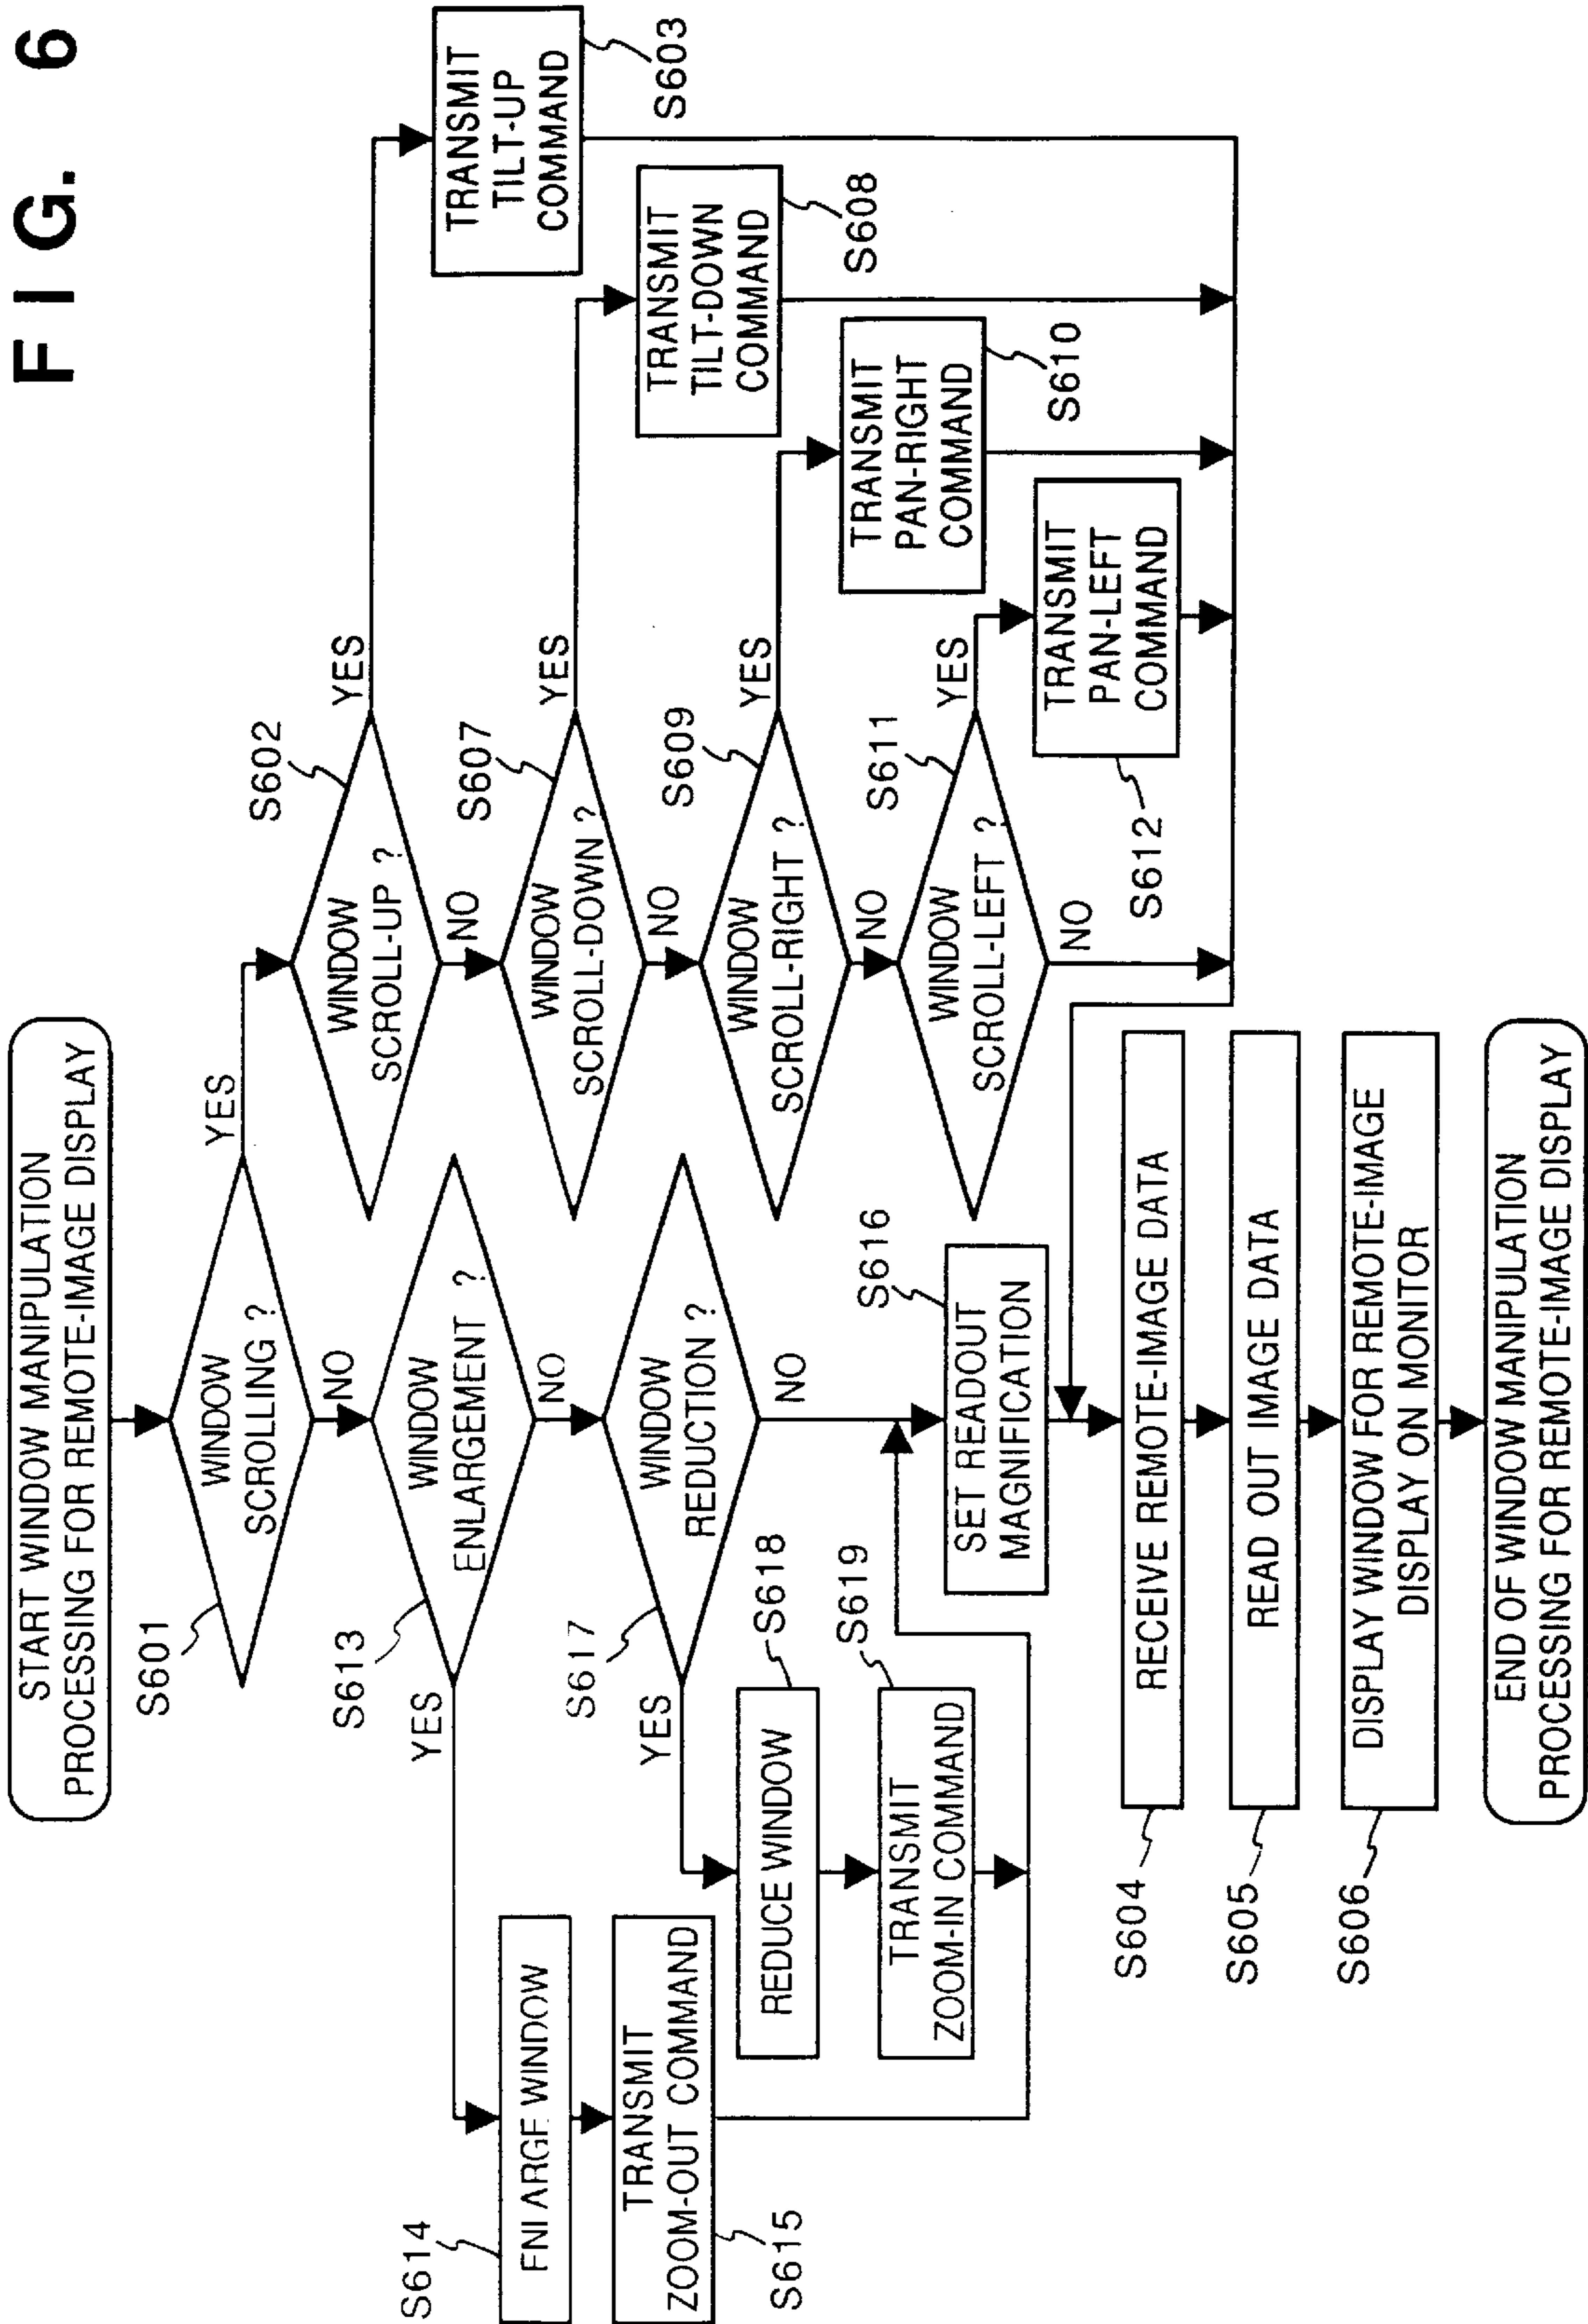 FIG. 6
START WINDOW MANIPULATION
PROCESSING FOR REMOTE-IMAGE DISPLAY
S601
WINDOW
SCROLLING ?
YES
NO
S602
WINDOW
SCROLL-UP ?
YES
NO
TRANSMIT
TILT-UP
COMMAND
S603
S613
WINDOW
ENLARGEMENT ?
YES
NO
S607
WINDOW
SCROLL-DOWN ?
YES
NO
TRANSMIT
TILT-DOWN
COMMAND
S608
S614
ENLARGE WINDOW
TRANSMIT
ZOOM-OUT COMMAND
S615
S617
WINDOW
REDUCTION ?
YES
NO
S609
WINDOW
SCROLL-RIGHT ?
YES
NO
TRANSMIT
PAN-RIGHT
COMMAND
S610
REDUCE WINDOW
S618
TRANSMIT
ZOOM-IN COMMAND
S619
S611
WINDOW
SCROLL-LEFT ?
YES
NO
TRANSMIT
PAN-LEFT
COMMAND
S612
SET READOUT
MAGNIFICATION
S616
S604
RECEIVE REMOTE-IMAGE DATA
S605
READ OUT IMAGE DATA
S606
DISPLAY WINDOW FOR REMOTE-IMAGE
DISPLAY ON MONITOR
END OF WINDOW MANIPULATION
PROCESSING FOR REMOTE-IMAGE DISPLAY